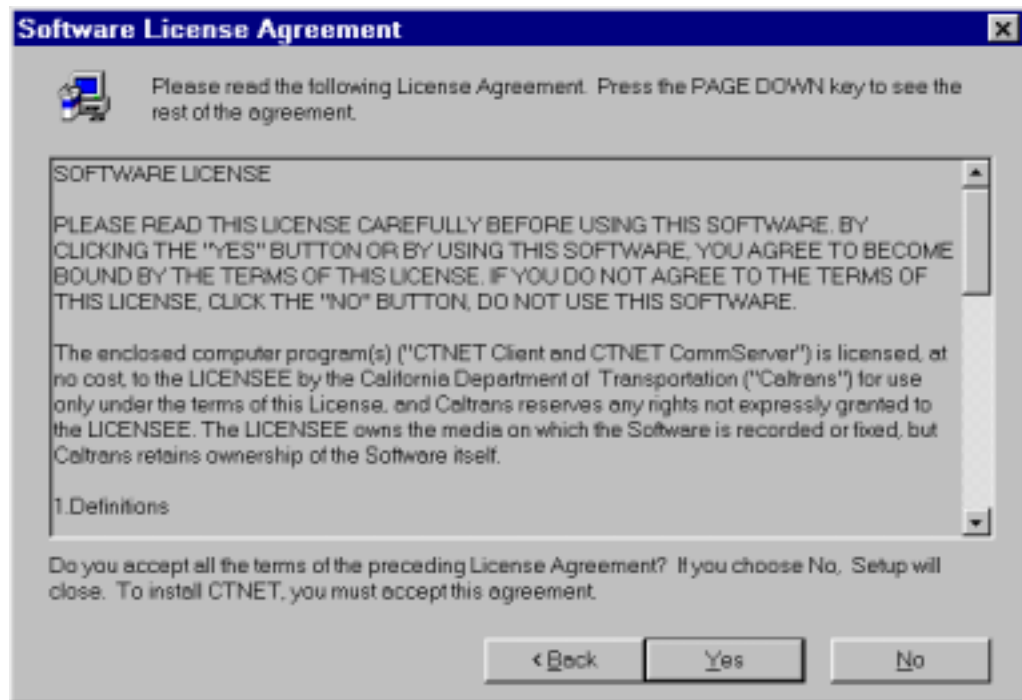 Software License Agreement
Please read the following License Agreement. Press the PAGE DOWN key to see the
rest of the agreement.
SOFTWARE LICENSE
PLEASE READ THIS LICENSE CAREFULLY BEFORE USING THIS SOFTWARE. BY
CLICKING THE "YES" BUTTON OR BY USING THIS SOFTWARE, YOU AGREE TO BECOME
BOUND BY THE TERMS OF THIS LICENSE. IF YOU DO NOT AGREE TO THE TERMS OF
THIS LICENSE, CLICK THE "NO" BUTTON, DO NOT USE THIS SOFTWARE.
The enclosed computer program(s) ("CTNET Client and CTNET CommServer") is licensed, at
no cost, to the LICENSEE by the California Department of Transportation ("Caltrans") for use
only under the terms of this License, and Caltrans reserves any rights not expressly granted to
the LICENSEE. The LICENSEE owns the media on which the Software is recorded or fixed, but
Caltrans retains ownership of the Software itself.
1.Definitions
Do you accept all the terms of the preceding License Agreement? If you choose No, Setup will
close. To install CTNET, you must accept this agreement.
< Back Yes No